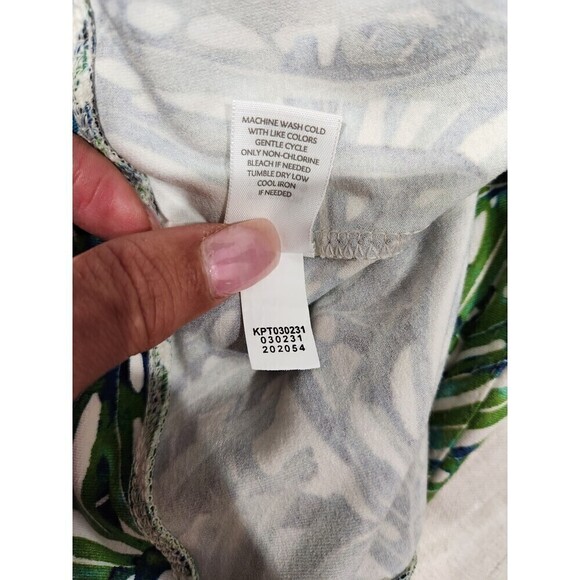 MACHINE WASH COLD
WITH LIKE COLORS
GENTLE CYCLE
ONLY NON-CHLORINE
BLEACH IF NEEDED
TUMBLE DRY LOW
COOL IRON
IF NEEDED
KPT030231
030231
202054